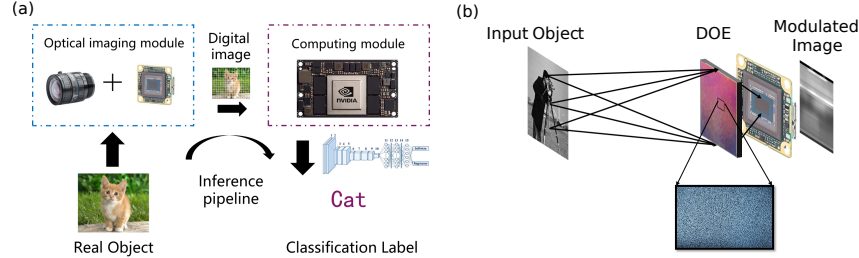 (a)
Optical imaging module
Digital
image
Computing module
NVIDIA
Inference
pipeline
Cat
Real Object
Classification Label
(b)
Input Object
DOE
Modulated
Image